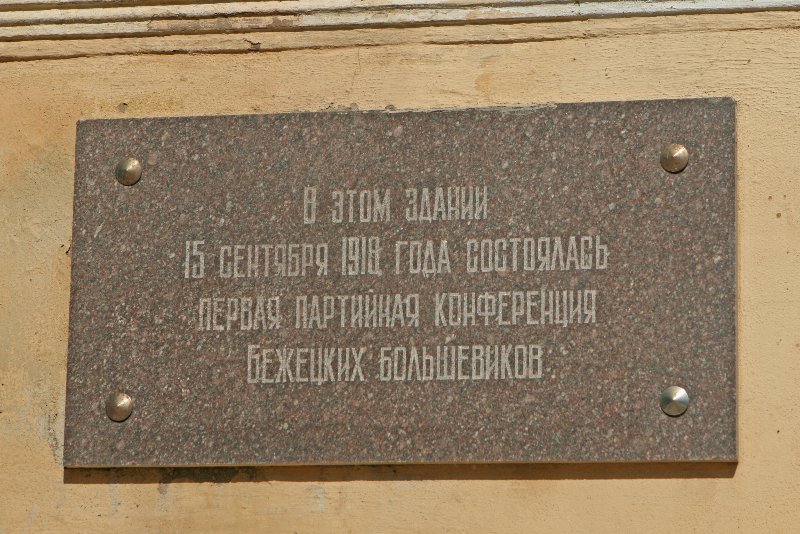 В ЭТОМ ЗДАНИИ
15 СЕНТЯБРЯ 1918 ГОДА СОСТОЯЛАСЬ
ПЕРВАЯ ПАРТИЙНАЯ КОНФЕРЕНЦИЯ
БЕЖЕЦКИХ БОЛЬШЕВИКОВ.